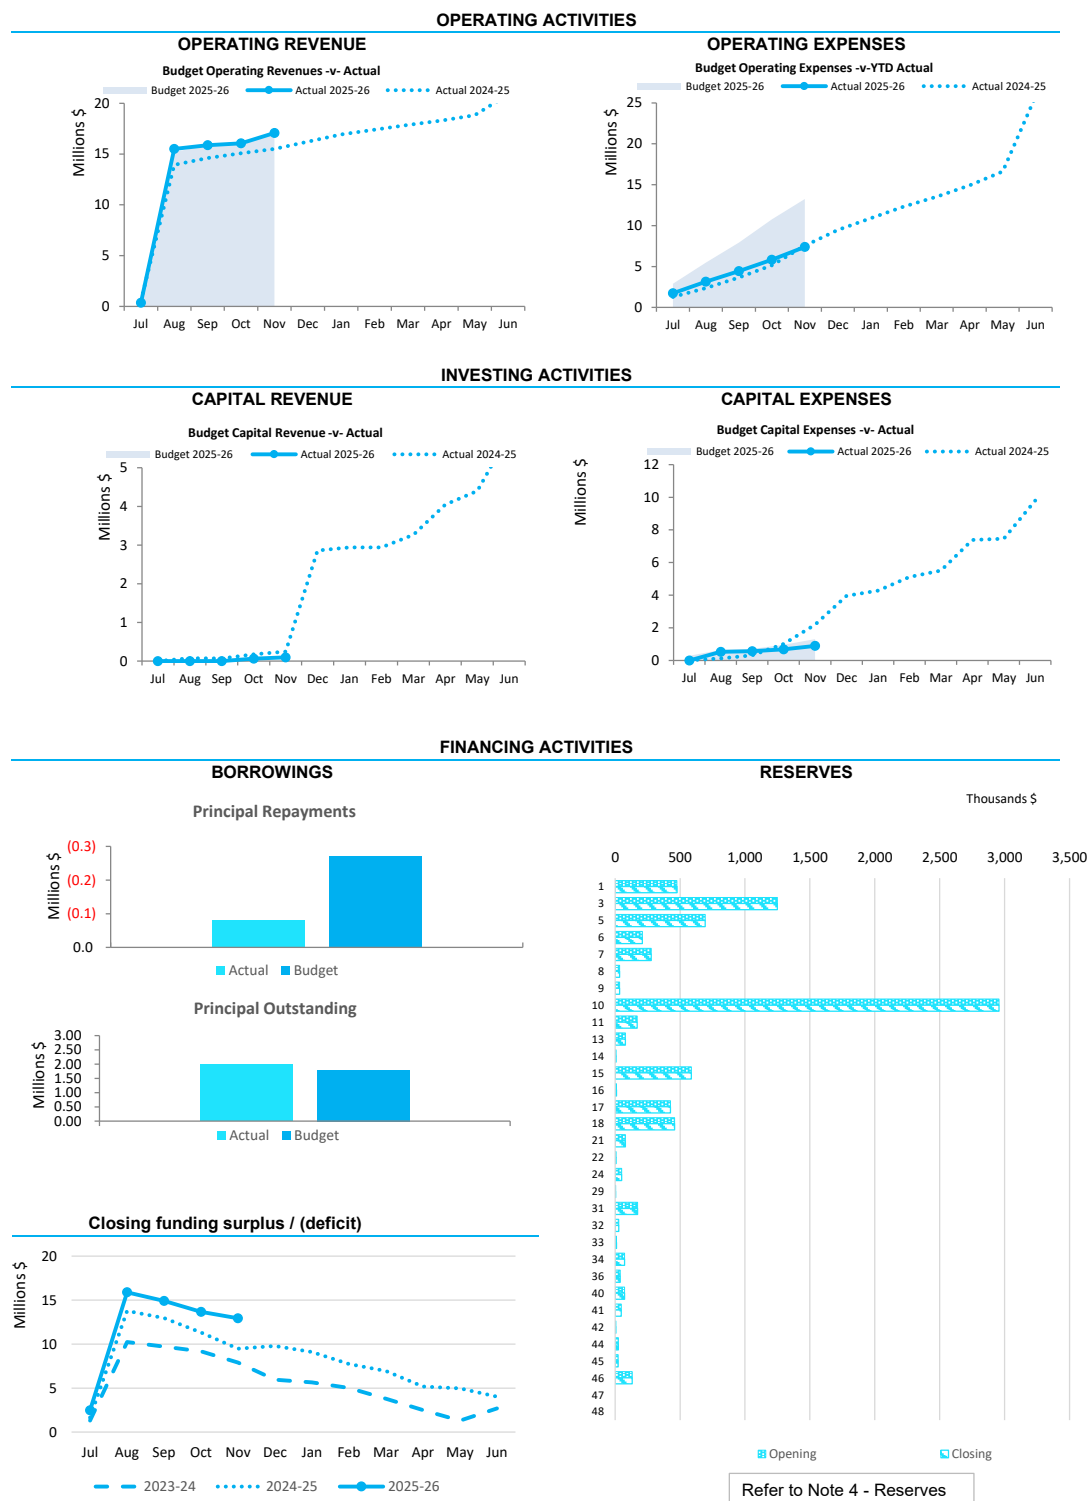 OPERATING ACTIVITIES
OPERATING REVENUE
Budget Operating Revenues -v- Actual
Budget 2025-26 Actual 2025-26 Actual 2024-25
Millions $
20
15
10
5
0
Jul Aug Sep Oct Nov Dec Jan Feb Mar Apr May Jun
OPERATING EXPENSES
Budget Operating Expenses -v-YTD Actual
Budget 2025-26 Actual 2025-26 Actual 2024-25
Millions $
25
20
15
10
5
0
Jul Aug Sep Oct Nov Dec Jan Feb Mar Apr May Jun
INVESTING ACTIVITIES
CAPITAL REVENUE
Budget Capital Revenue -v- Actual
Budget 2025-26 Actual 2025-26 Actual 2024-25
Millions $
5
4
3
2
1
0
Jul Aug Sep Oct Nov Dec Jan Feb Mar Apr May Jun
CAPITAL EXPENSES
Budget Capital Expenses -v- Actual
Budget 2025-26 Actual 2025-26 Actual 2024-25
Millions $
12
10
8
6
4
2
0
Jul Aug Sep Oct Nov Dec Jan Feb Mar Apr May Jun
FINANCING ACTIVITIES
BORROWINGS
Principal Repayments
Millions $
(0.3)
(0.2)
(0.1)
0.0
Actual Budget
Principal Outstanding
Millions $
3.00
2.50
2.00
1.50
1.00
0.50
0.00
Actual Budget
RESERVES
Thousands $
0 500 1,000 1,500 2,000 2,500 3,000 3,500
1
3
5
6
7
8
9
10
11
13
14
15
16
17
18
21
22
24
29
31
32
33
34
36
40
41
42
44
45
46
47
48
Opening Closing
Refer to Note 4 - Reserves
Closing funding surplus / (deficit)
Millions $
20
15
10
5
0
Jul Aug Sep Oct Nov Dec Jan Feb Mar Apr May Jun
2023-24 2024-25 2025-26